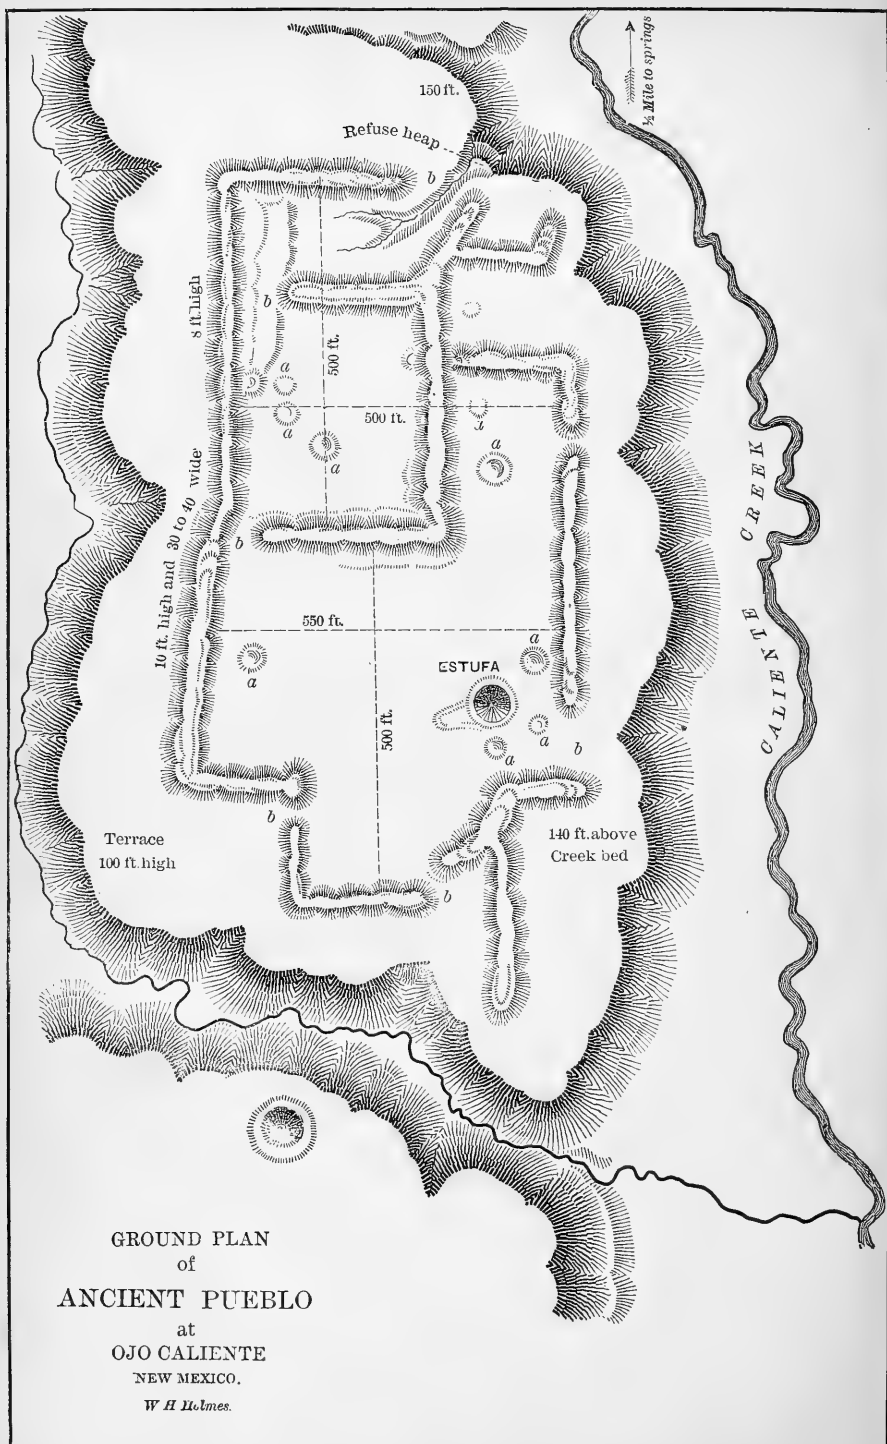 ½ Mile to springs
150 ft.
Refuse heap
b
8 ft. high
b
500 ft.
a
500 ft.
a
a
a
10 ft. high and 30 to 40 wide
b
550 ft.
a
a
ESTUFA
500 ft.
a
a
b
b
Terrace
100 ft. high
140 ft. above
Creek bed
b
CALIENTE CREEK
GROUND PLAN
of
ANCIENT PUEBLO
at
OJO CALIENTE
NEW MEXICO.
W H Holmes.